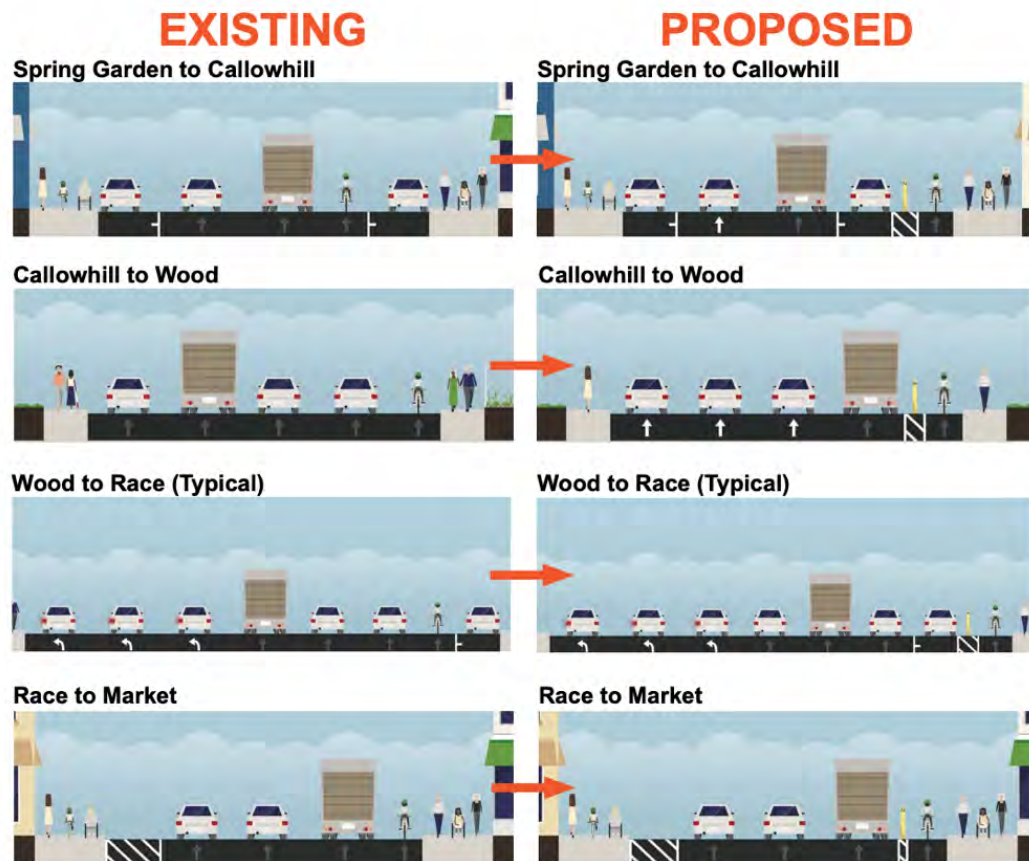 EXISTING
PROPOSED
Spring Garden to Callowhill
Spring Garden to Callowhill
Callowhill to Wood
Callowhill to Wood
Wood to Race (Typical)
Wood to Race (Typical)
Race to Market
Race to Market